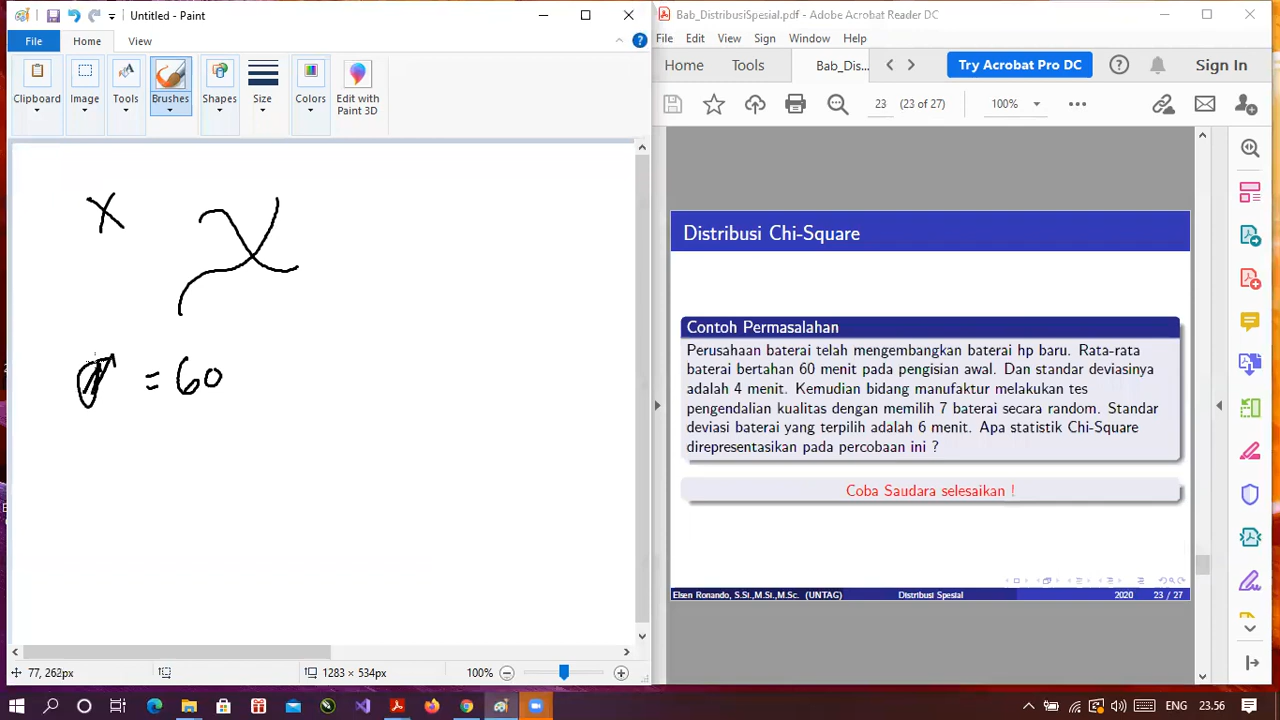 Untitled - Paint
File Home View
Clipboard Image Tools Brushes Shapes Size Colors Edit with Paint 3D
X χ
= 60
77, 262px 1283 × 534px 100%
Bab_DistribusiSpesial.pdf - Adobe Acrobat Reader DC
File Edit View Sign Window Help
Home Tools Bab_Dis... Try Acrobat Pro DC Sign In
23 (23 of 27) 100%
Distribusi Chi-Square
Contoh Permasalahan
Perusahaan baterai telah mengembangkan baterai hp baru. Rata-rata
baterai bertahan 60 menit pada pengisian awal. Dan standar deviasinya
adalah 4 menit. Kemudian bidang manufaktur melakukan tes
pengendalian kualitas dengan memilih 7 baterai secara random. Standar
deviasi baterai yang terpilih adalah 6 menit. Apa statistik Chi-Square
direpresentasikan pada percobaan ini ?
Coba Saudara selesaikan !
Elsen Ronando, S.Si.,M.Si.,M.Sc. (UNTAG) Distribusi Spesial 2020 23 / 27
23.56